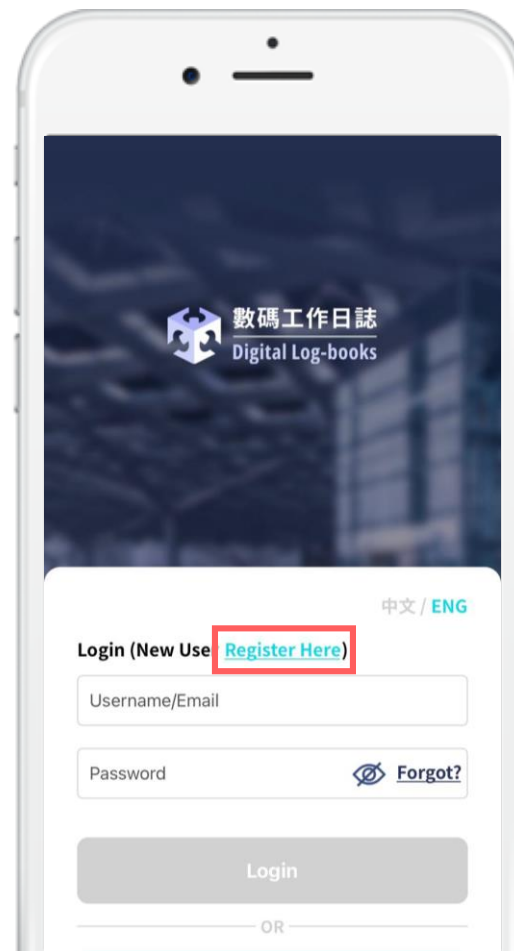 數碼工作日誌
Digital Log-books
中文 / ENG
Login (New User Register Here)
Username/Email
Password
Forgot?
Login
OR